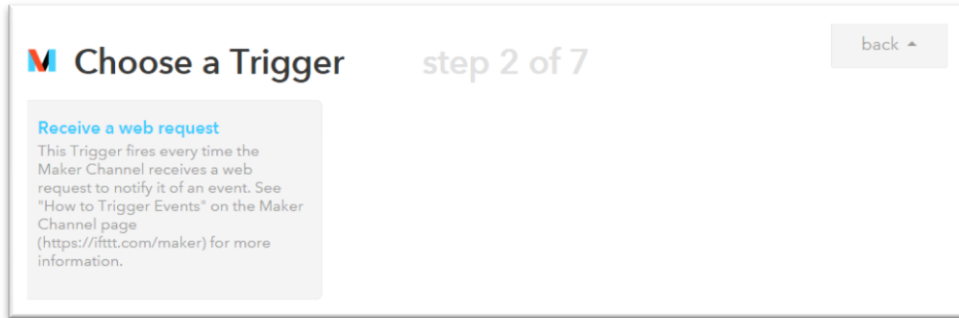 Choose a Trigger step 2 of 7 back
Receive a web request
This Trigger fires every time the
Maker Channel receives a web
request to notify it of an event. See
"How to Trigger Events" on the Maker
Channel page
(https://ifttt.com/maker) for more
information.